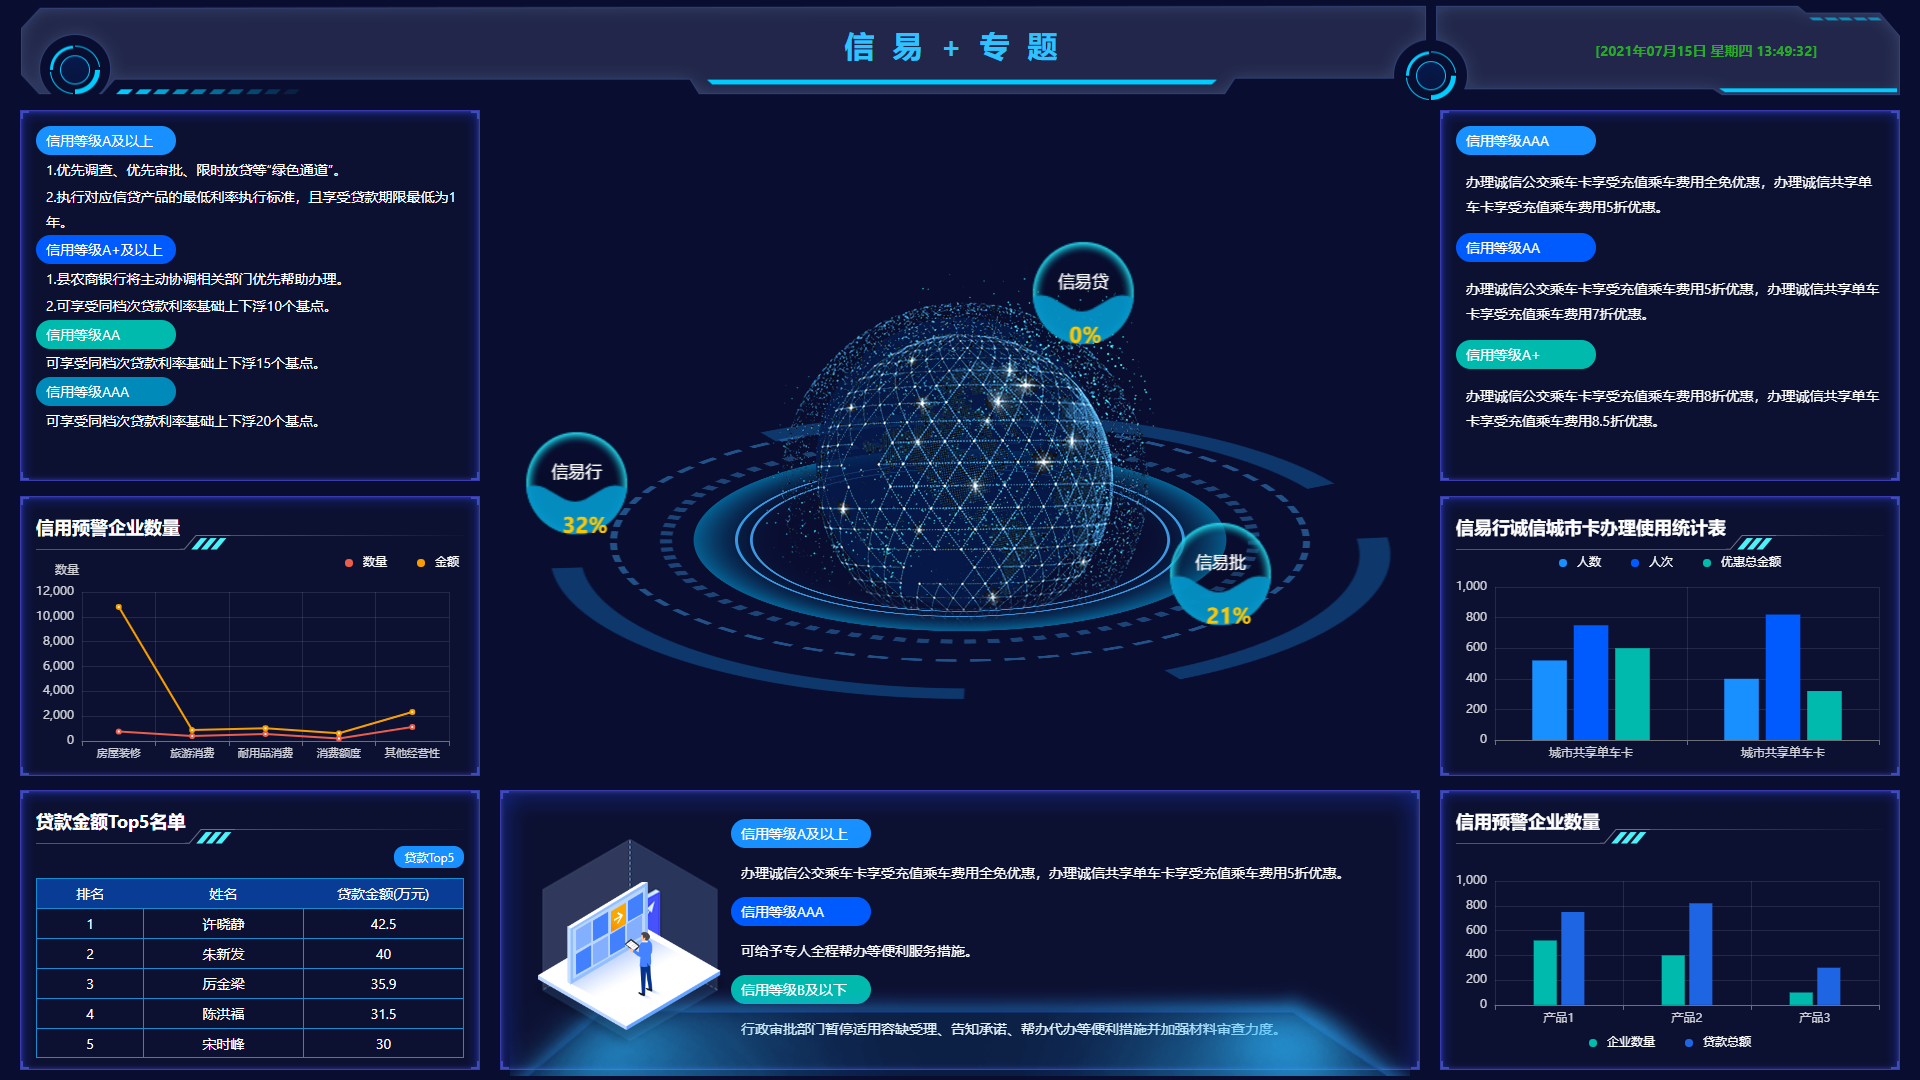 信 易 + 专 题
[2021年07月15日 星期四 13:49:32]
信用等级A及以上
1.优先调查、优先审批、限时放贷等“绿色通道”。
2.执行对应信贷产品的最低利率执行标准，且享受贷款期限最低为1
年。
信用等级A+及以上
1.县农商银行将主动协调相关部门优先帮助办理。
2.可享受同档次贷款利率基础上下浮10个基点。
信用等级AA
可享受同档次贷款利率基础上下浮15个基点。
信用等级AAA
可享受同档次贷款利率基础上下浮20个基点。
信用预警企业数量
数量 金额
数量
12,000
10,000
8,000
6,000
4,000
2,000
0
房屋装修 旅游消费 耐用品消费 消费额度 其他经营性
贷款金额Top5名单
贷款Top5
排名 姓名 贷款金额(万元)
1 许晓静 42.5
2 朱新发 40
3 厉金梁 35.9
4 陈洪福 31.5
5 宋时峰 30
信易贷
0%
信易行
32%
信易批
21%
信用等级A及以上
办理诚信公交乘车卡享受充值乘车费用全免优惠，办理诚信共享单车卡享受充值乘车费用5折优惠。
信用等级AAA
可给予专人全程帮办等便利服务措施。
信用等级B及以下
行政审批部门暂停适用容缺受理、告知承诺、帮办代办等便利措施并加强材料审查力度。
信用等级AAA
办理诚信公交乘车卡享受充值乘车费用全免优惠，办理诚信共享单
车卡享受充值乘车费用5折优惠。
信用等级AA
办理诚信公交乘车卡享受充值乘车费用5折优惠，办理诚信共享单车
卡享受充值乘车费用7折优惠。
信用等级A+
办理诚信公交乘车卡享受充值乘车费用8折优惠，办理诚信共享单车
卡享受充值乘车费用8.5折优惠。
信易行诚信城市卡办理使用统计表
人数 人次 优惠总金额
1,000
800
600
400
200
0
城市共享单车卡 城市共享单车卡
信用预警企业数量
1,000
800
600
400
200
0
产品1 产品2 产品3
企业数量 贷款总额